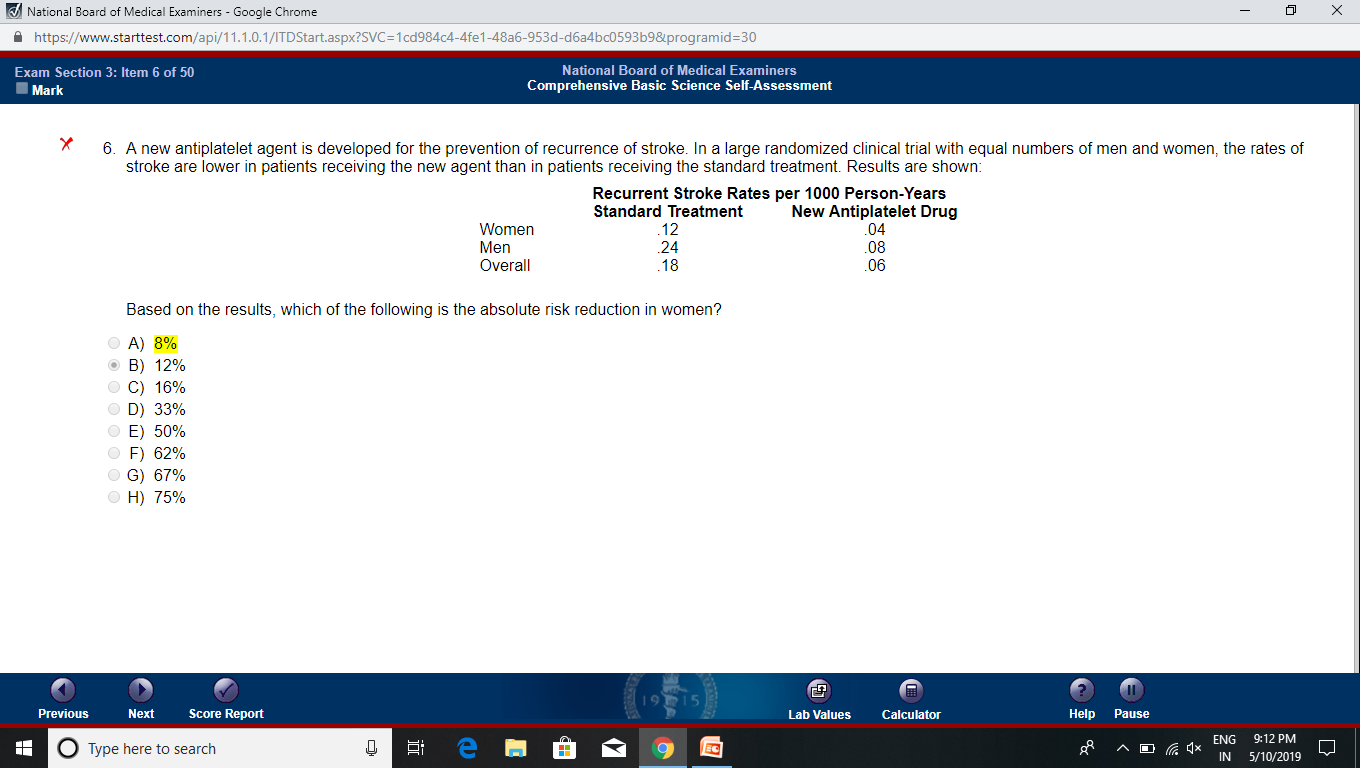 National Board of Medical Examiners - Google Chrome
https://www.starttest.com/api/11.1.0.1/ITDStart.aspx?SVC=1cd984c4-4fe1-48a6-953d-d6a4bc0593b9&programid=30
Exam Section 3: Item 6 of 50
National Board of Medical Examiners
Mark
Comprehensive Basic Science Self-Assessment
6. A new antiplatelet agent is developed for the prevention of recurrence of stroke. In a large randomized clinical trial with equal numbers of men and women, the rates of
stroke are lower in patients receiving the new agent than in patients receiving the standard treatment. Results are shown:
Recurrent Stroke Rates per 1000 Person-Years
Standard Treatment New Antiplatelet Drug
Women .12 .04
Men .24 .08
Overall .18 .06
Based on the results, which of the following is the absolute risk reduction in women?
A) 8%
B) 12%
C) 16%
D) 33%
E) 50%
F) 62%
G) 67%
H) 75%
19 15
Previous Next Score Report Lab Values Calculator Help Pause
Type here to search
ENG 9:12 PM
IN 5/10/2019